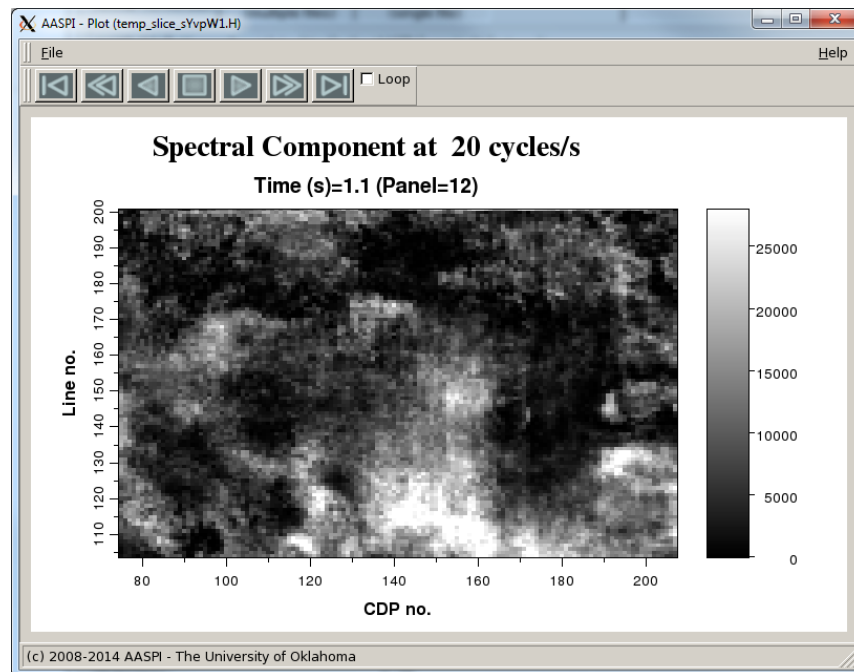 AASPI - Plot (temp_slice_sYvpW1.H)
File
Help
Loop
Spectral Component at 20 cycles/s
Time (s)=1.1 (Panel=12)
200
190
180
170
160
150
140
130
120
110
Line no.
25000
20000
15000
10000
5000
0
80 100 120 140 160 180 200
CDP no.
(c) 2008-2014 AASPI - The University of Oklahoma